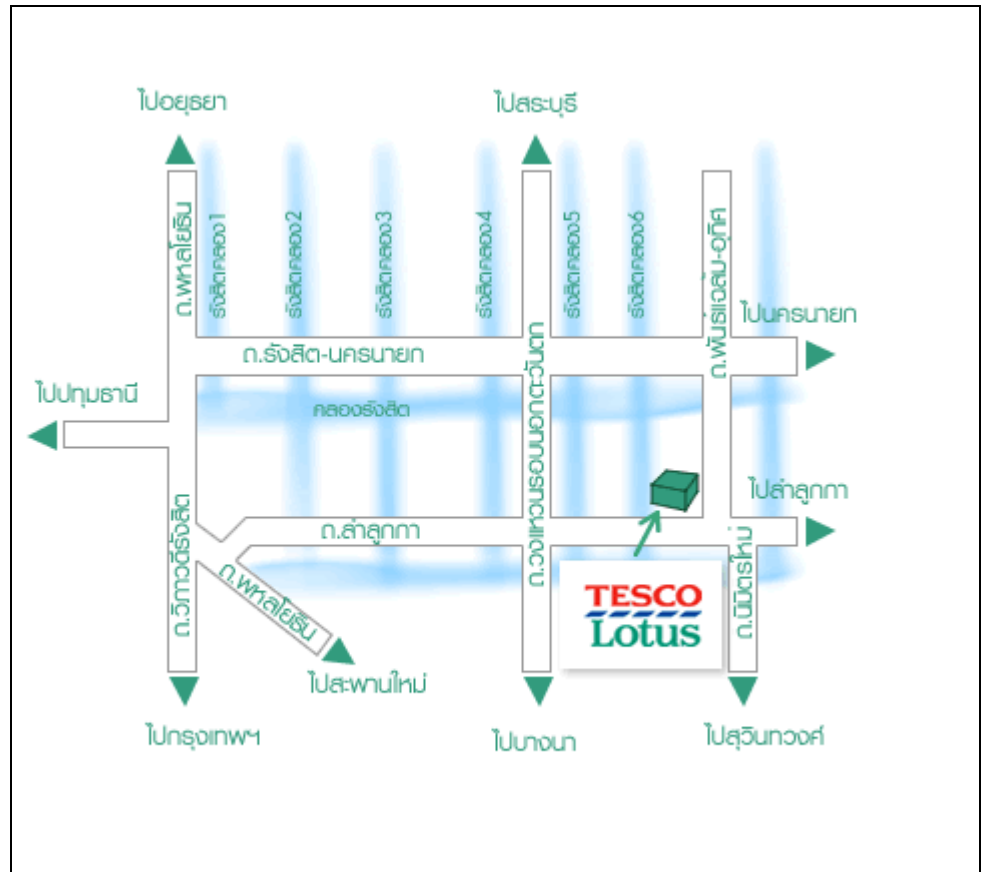 ไปอยุธยา
ไปสระบุรี
ถ.พหลโยธิน
รังสิตคลอง1
รังสิตคลอง2
รังสิตคลอง3
รังสิตคลอง4
รังสิตคลอง5
รังสิตคลอง6
ถ.พันธแฉล้ม-อุทิศ
ไปนครนายก
ถ.รังสิต-นครนายก
ไปปทุมธานี
คลองรังสิต
ถ.วงแหวนรอบนอกตะวันตก
ไปลำลูกกา
ถ.ลำลูกกา
ถ.วิภาวดีรังสิต
ถ.พหลโยธิน
TESCO
Lotus
ถ.นิมิตรใหม่
ไปสะพานใหม่
ไปกรุงเทพฯ
ไปบางนา
ไปสุวินทวงศ์